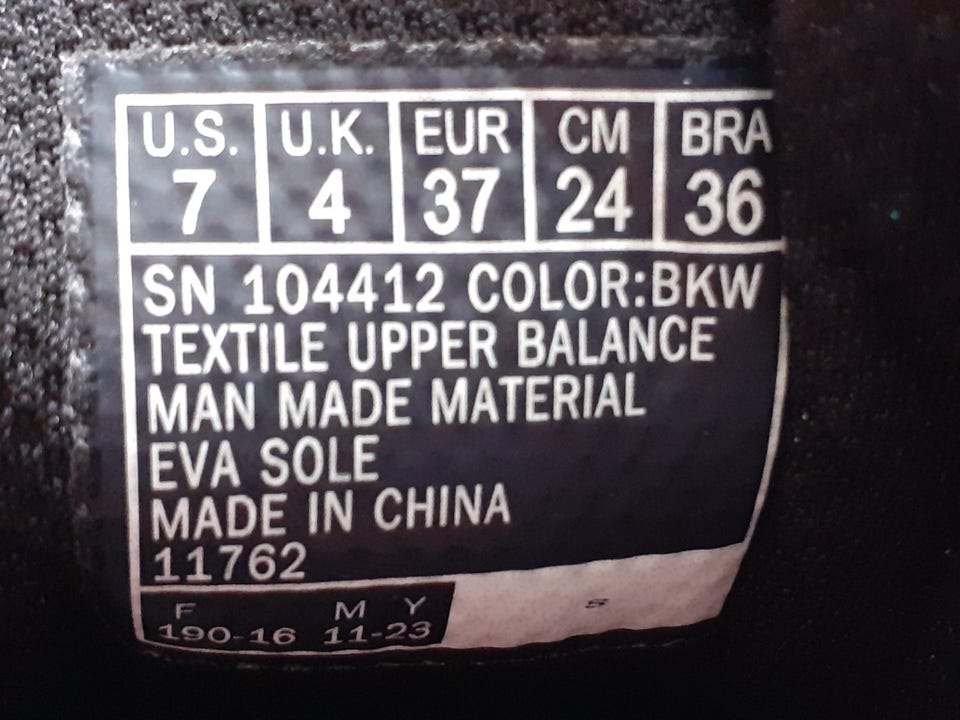 U.S. U.K. EUR CM BRA
7 4 37 24 36
SN 104412 COLOR:BKW
TEXTILE UPPER BALANCE
MAN MADE MATERIAL
EVA SOLE
MADE IN CHINA
11762
F M Y
190-16 11-23
S